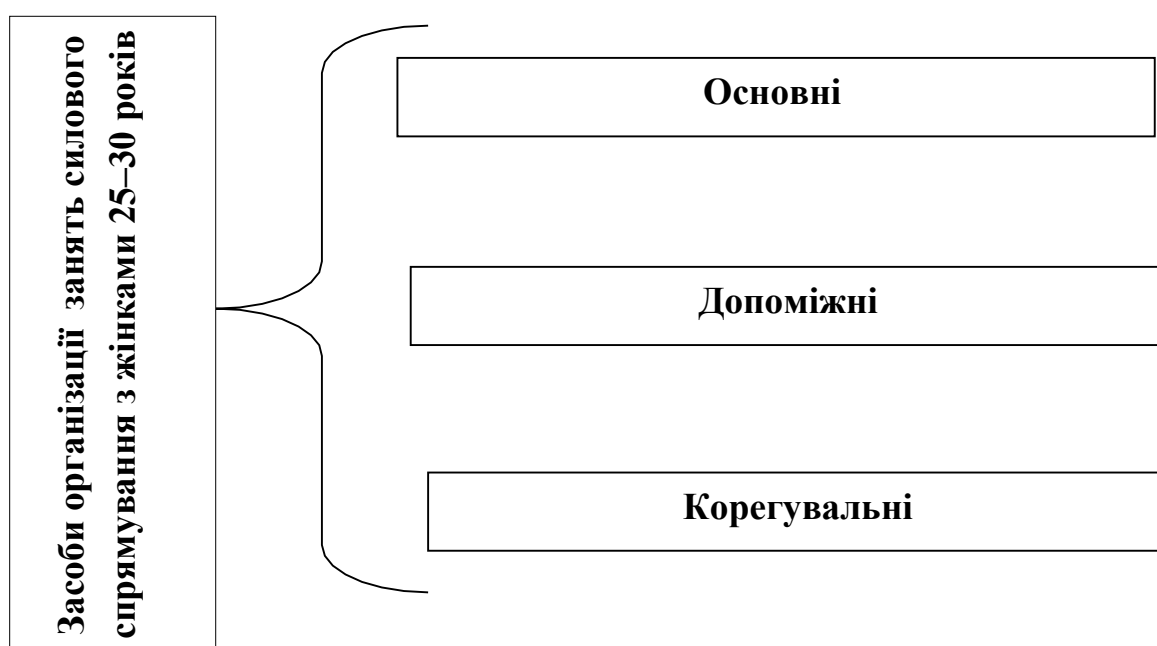 Засоби організації занять силового
спрямування з жінками 25–30 років
Основні
Допоміжні
Корегувальні